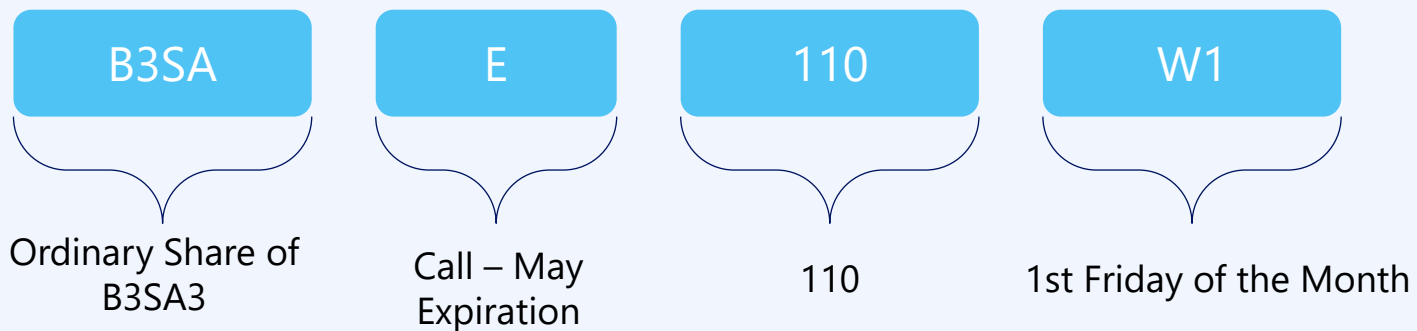 B3SA
E
110
W1
Ordinary Share of
B3SA3
Call – May
Expiration
110
1st Friday of the Month